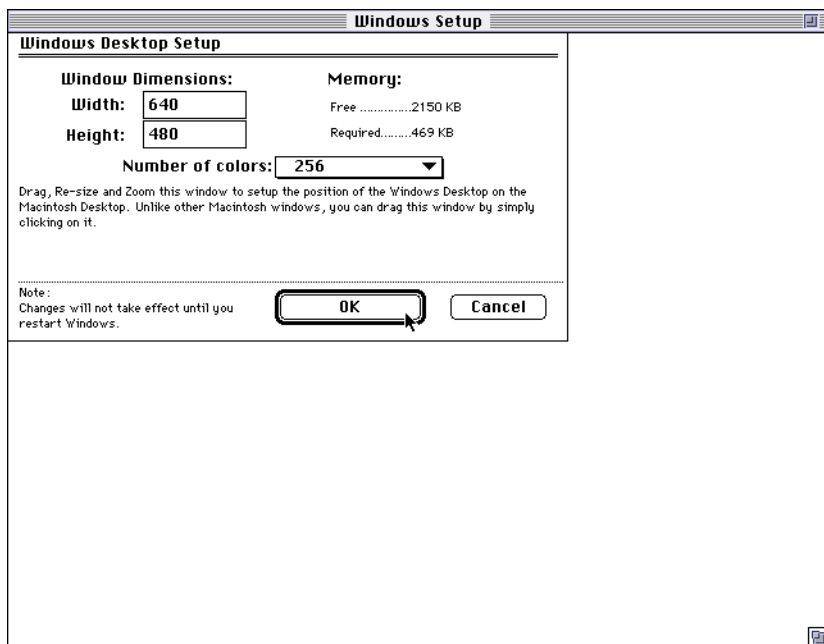 Windows Setup
Windows Desktop Setup
Window Dimensions:
Memory:
Width: 640
Free ..............2150 KB
Height: 480
Required.........469 KB
Number of colors: 256
Drag, Re-size and Zoom this window to setup the position of the Windows Desktop on the
Macintosh Desktop. Unlike other Macintosh windows, you can drag this window by simply
clicking on it.
Note:
Changes will not take effect until you
restart Windows.
OK
Cancel